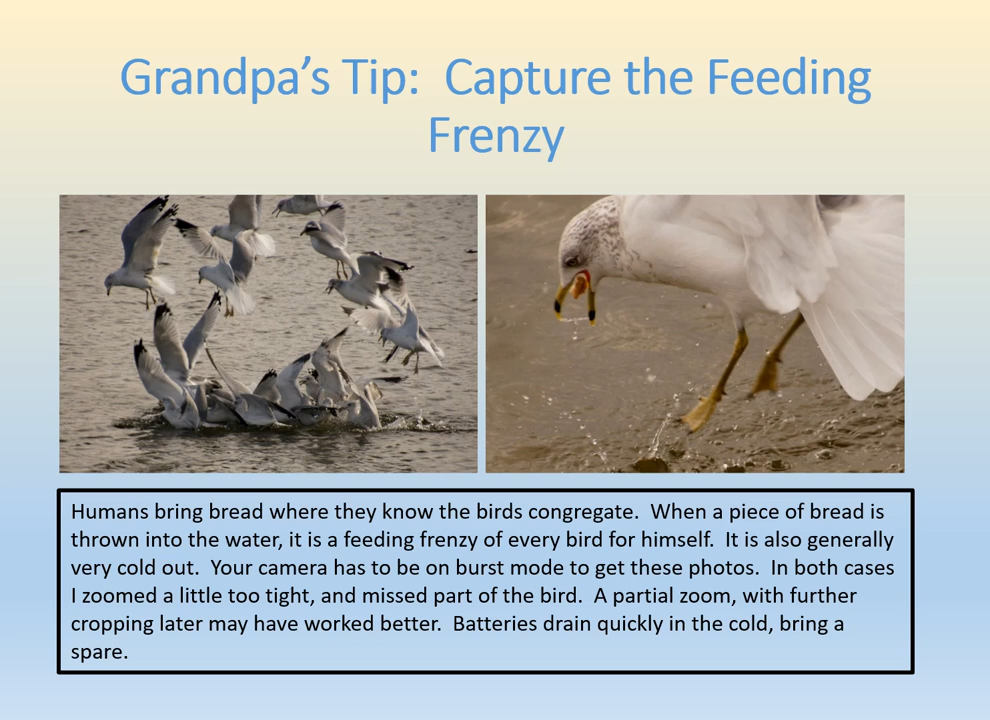 Grandpa’s Tip:  Capture the Feeding
Frenzy
Humans bring bread where they know the birds congregate.  When a piece of bread is
thrown into the water, it is a feeding frenzy of every bird for himself.  It is also generally
very cold out.  Your camera has to be on burst mode to get these photos.  In both cases
I zoomed a little too tight, and missed part of the bird.  A partial zoom, with further
cropping later may have worked better.  Batteries drain quickly in the cold, bring a
spare.